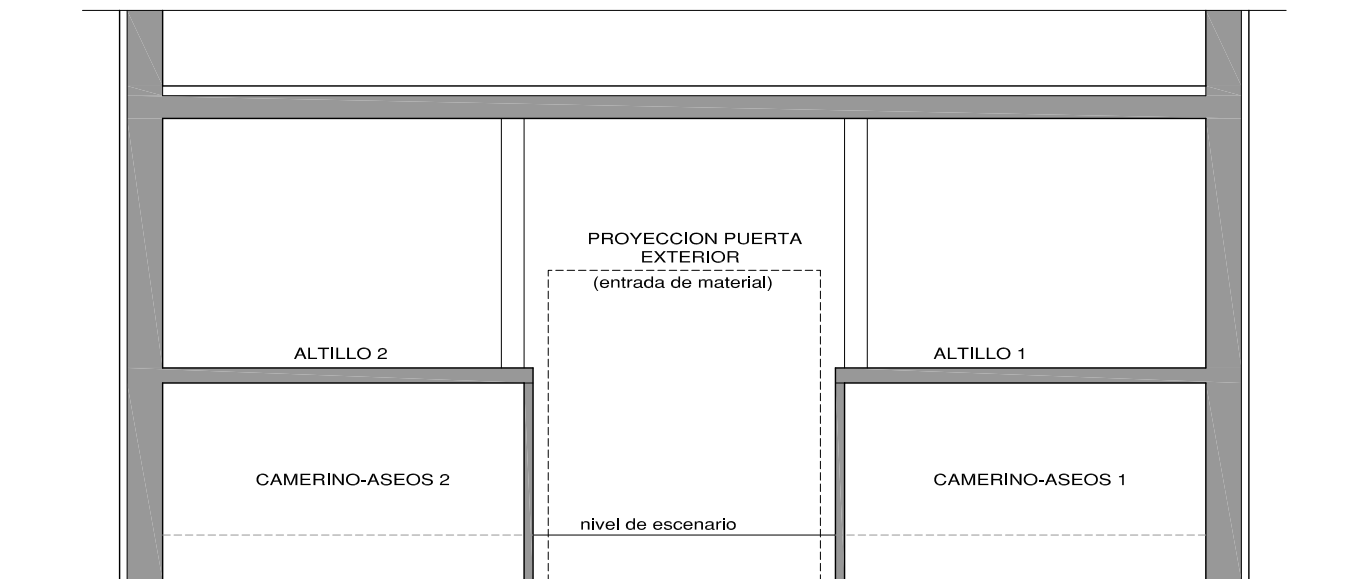 PROYECCION PUERTA
EXTERIOR
(entrada de material)
ALTILLO 2
ALTILLO 1
CAMERINO-ASEOS 2
CAMERINO-ASEOS 1
nivel de escenario